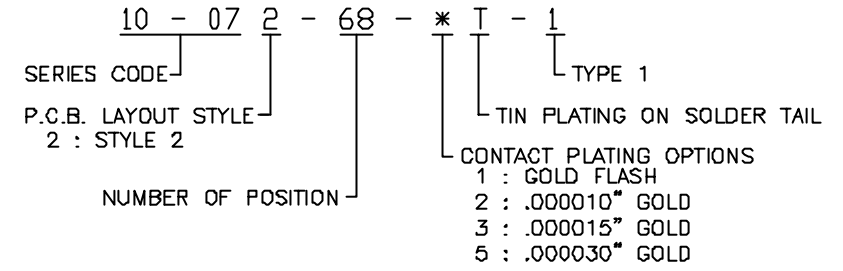 10 - 07 2 - 68 - * T - 1
SERIES CODE
TYPE 1
P.C.B. LAYOUT STYLE
2 : STYLE 2
TIN PLATING ON SOLDER TAIL
CONTACT PLATING OPTIONS
1 : GOLD FLASH
NUMBER OF POSITION
2 : .000010" GOLD
3 : .000015" GOLD
5 : .000030" GOLD